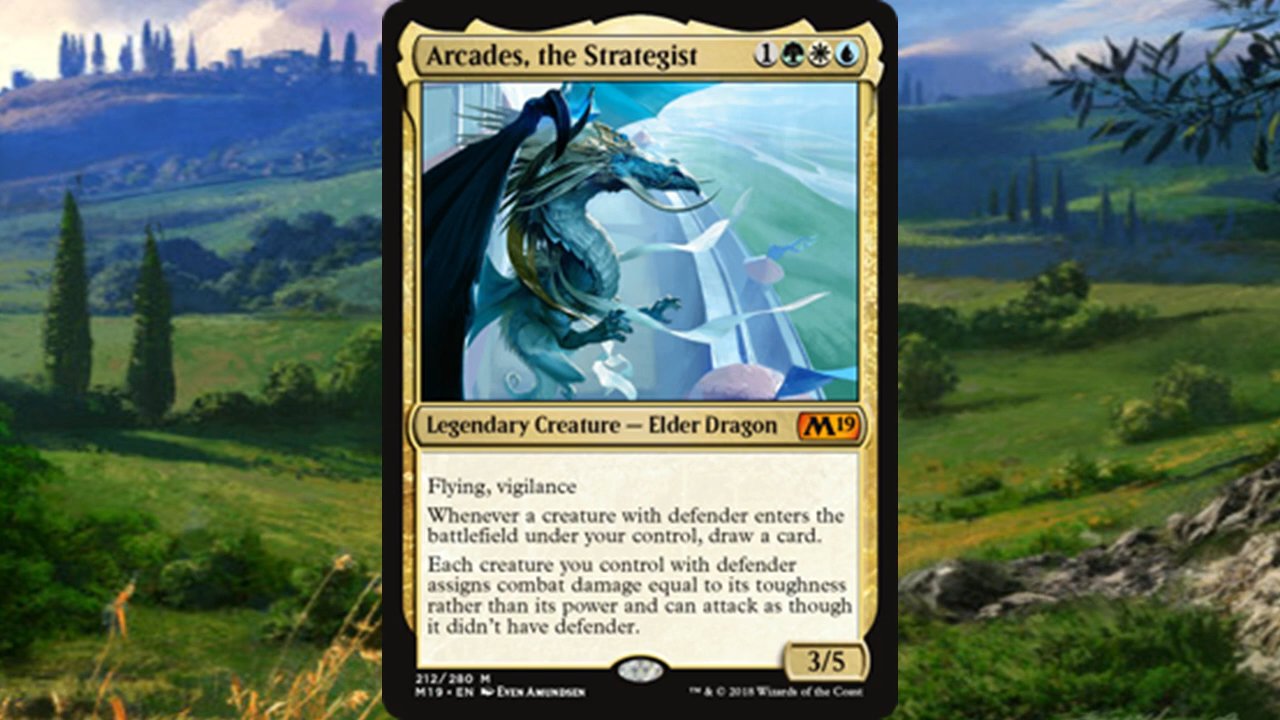 Arcades, the Strategist 1
Legendary Creature — Elder Dragon M19
Flying, vigilance
Whenever a creature with defender enters the
battlefield under your control, draw a card.
Each creature you control with defender
assigns combat damage equal to its toughness
rather than its power and can attack as though
it didn't have defender.
3/5
212/280 M
M19 • EN Even Amundsen
™ & © 2018 Wizards of the Coast